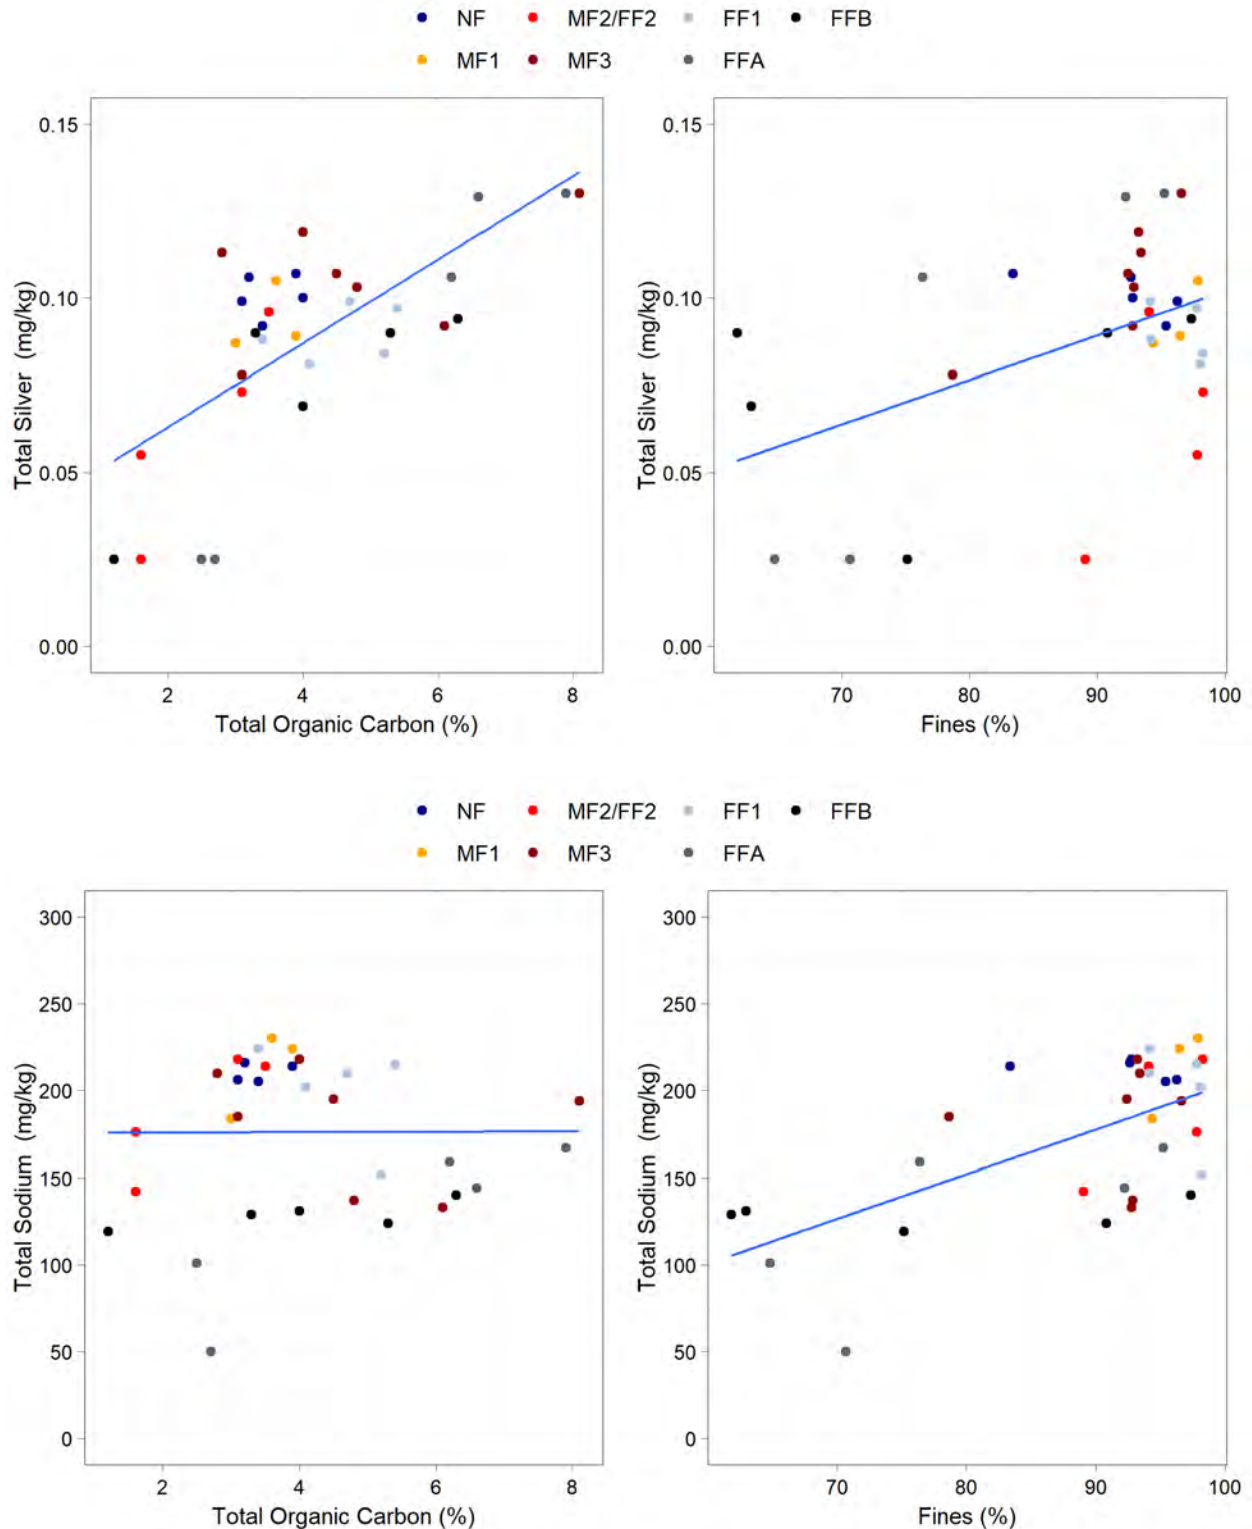 NF MF2/FF2 FF1 FFB
MF1 MF3 FFA
Total Silver (mg/kg)
0.15
0.10
0.05
0.00
2 4 6 8
Total Organic Carbon (%)
Total Silver (mg/kg)
0.15
0.10
0.05
0.00
70 80 90 100
Fines (%)
NF MF2/FF2 FF1 FFB
MF1 MF3 FFA
Total Sodium (mg/kg)
300
250
200
150
100
50
0
2 4 6 8
Total Organic Carbon (%)
Total Sodium (mg/kg)
300
250
200
150
100
50
0
70 80 90 100
Fines (%)